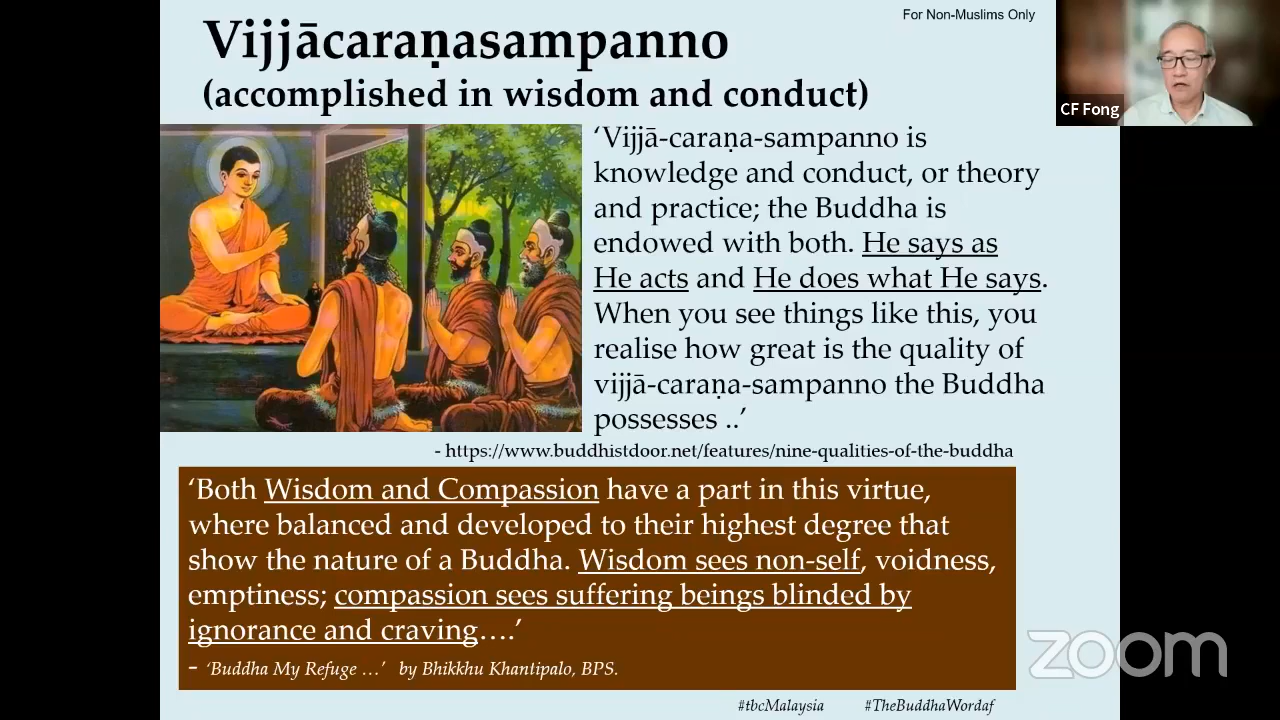 For Non-Muslims Only
Vijjācaraṇasampanno
(accomplished in wisdom and conduct)
CF Fong
‘Vijjā-caraṇa-sampanno is
knowledge and conduct, or theory
and practice; the Buddha is
endowed with both. He says as
He acts and He does what He says.
When you see things like this, you
realise how great is the quality of
vijjā-caraṇa-sampanno the Buddha
possesses ..’
- https://www.buddhistdoor.net/features/nine-qualities-of-the-buddha
‘Both Wisdom and Compassion have a part in this virtue,
where balanced and developed to their highest degree that
show the nature of a Buddha. Wisdom sees non-self, voidness,
emptiness; compassion sees suffering beings blinded by
ignorance and craving….’
– ‘Buddha My Refuge …’ by Bhikkhu Khantipalo, BPS.
zoom
#tbcMalaysia #TheBuddhaWordaf